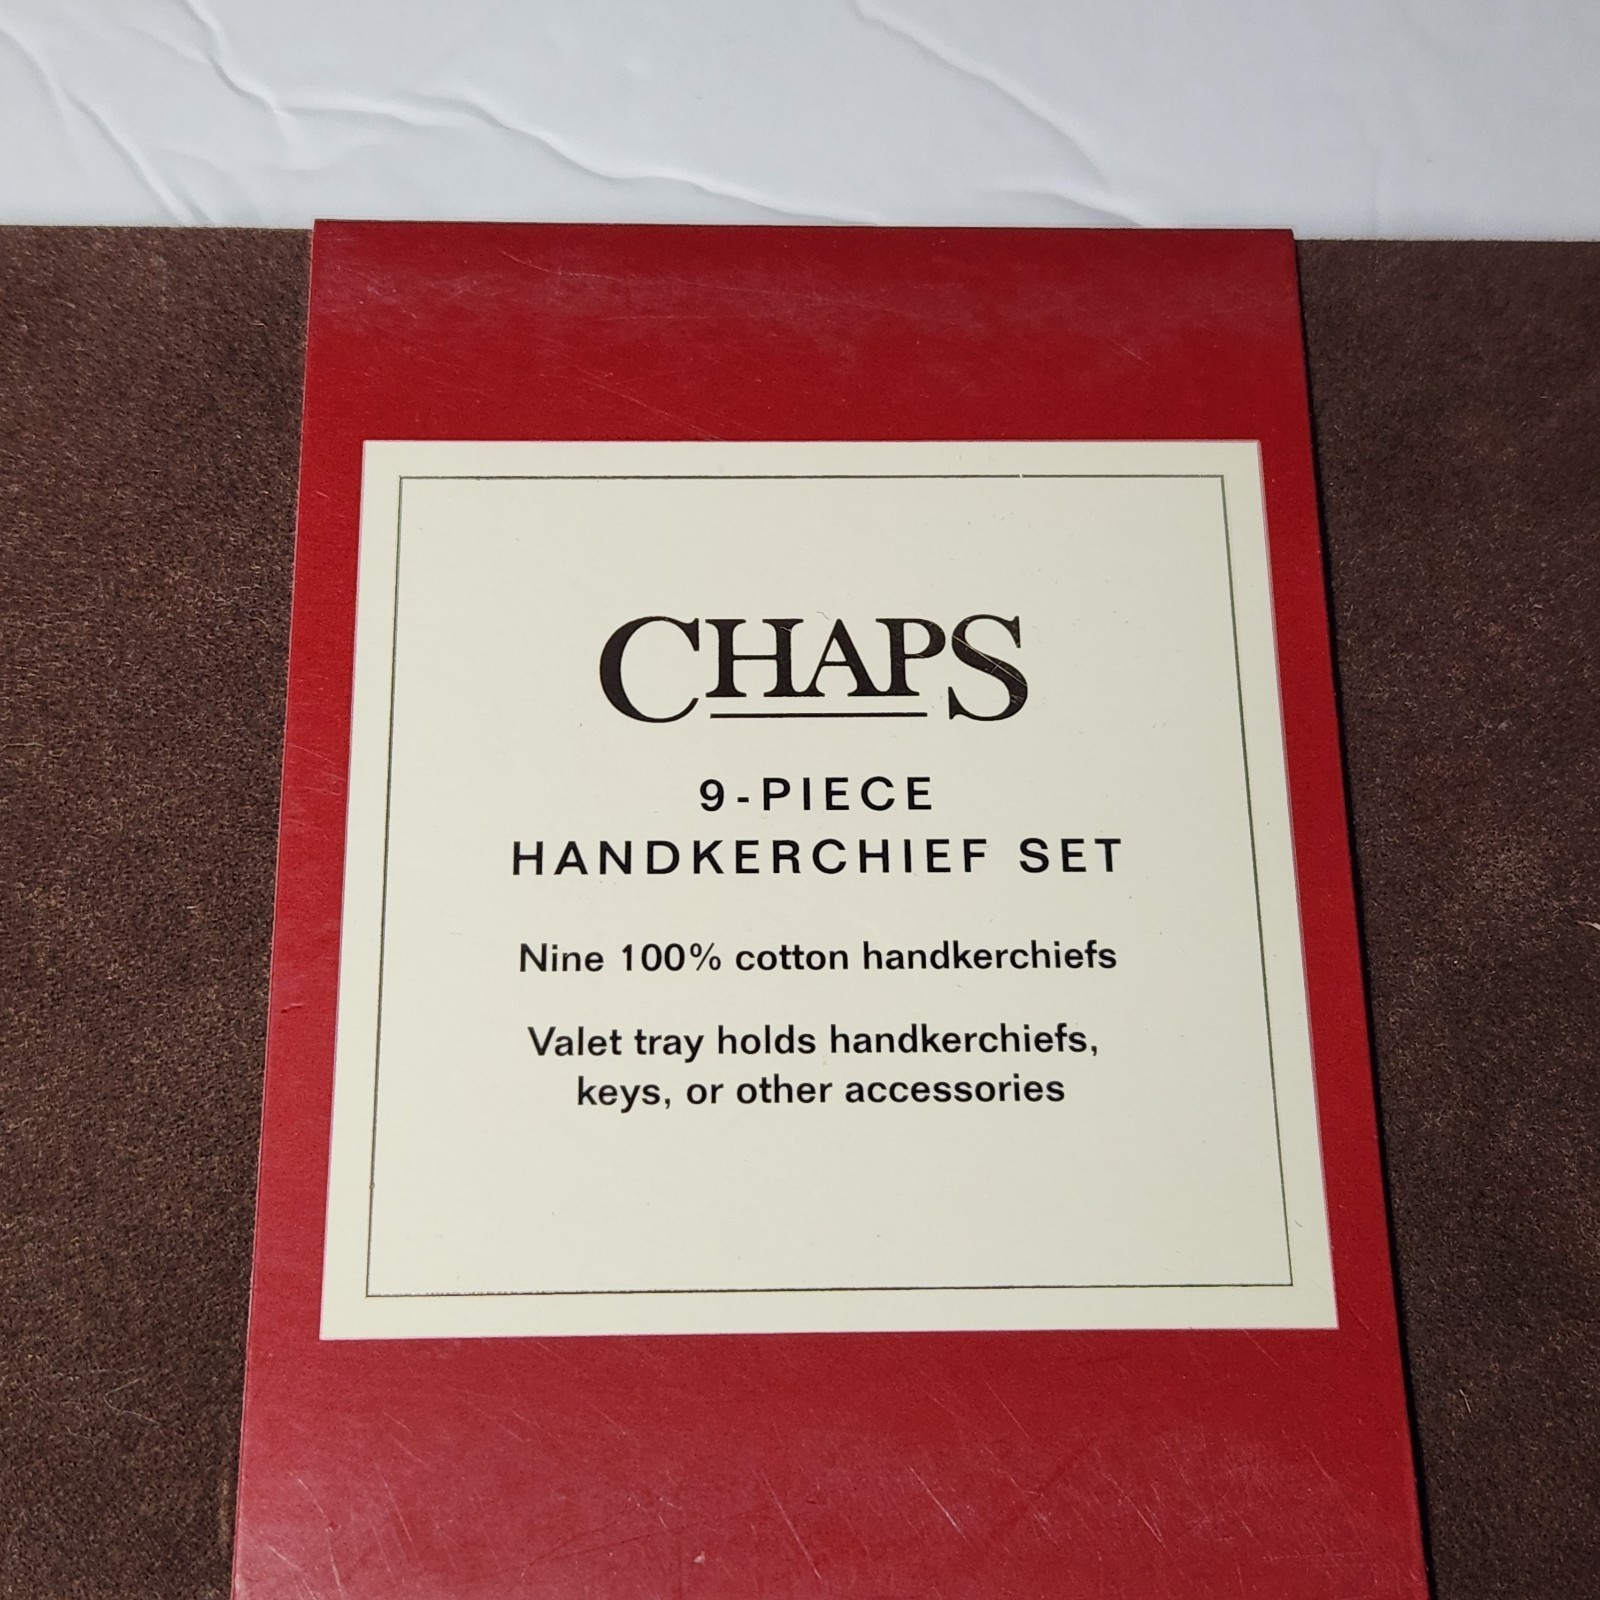 CHAPS
9-PIECE
HANDKERCHIEF SET
Nine 100% cotton handkerchiefs
Valet tray holds handkerchiefs,
keys, or other accessories